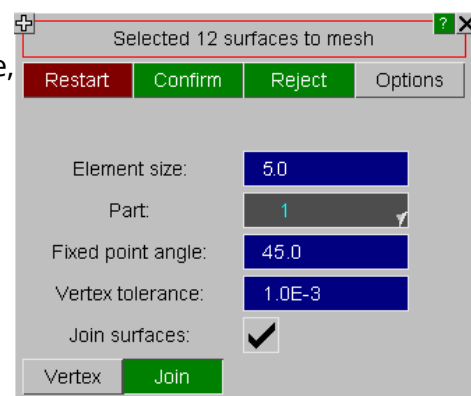 Selected 12 surfaces to mesh ? X
e,
Restart Confirm Reject Options
Element size: 5.0
Part: 1
Fixed point angle: 45.0
Vertex tolerance: 1.0E-3
Join surfaces:
Vertex Join